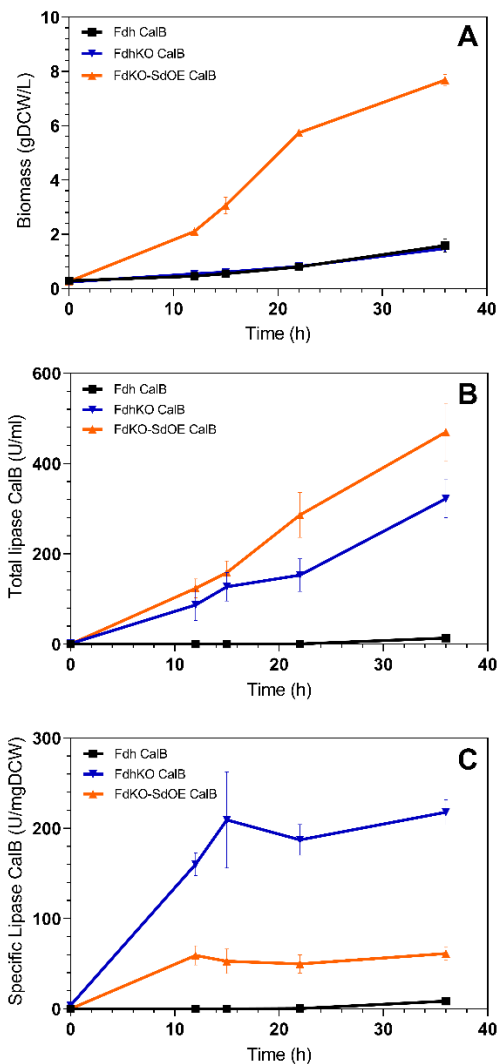 A
Fdh CalB
FdhKO CalB
FdKO-SdOE CalB
Biomass (gDCW/L)
10
8
6
4
2
0
0 10 20 30 40
Time (h)
B
Fdh CalB
FdhKO CalB
FdKO-SdOE CalB
Total lipase CalB (U/ml)
600
400
200
0
0 10 20 30 40
Time (h)
C
Fdh CalB
FdhKO CalB
FdKO-SdOE CalB
Specific Lipase CalB (U/mgDCW)
300
200
100
0
0 10 20 30 40
Time (h)